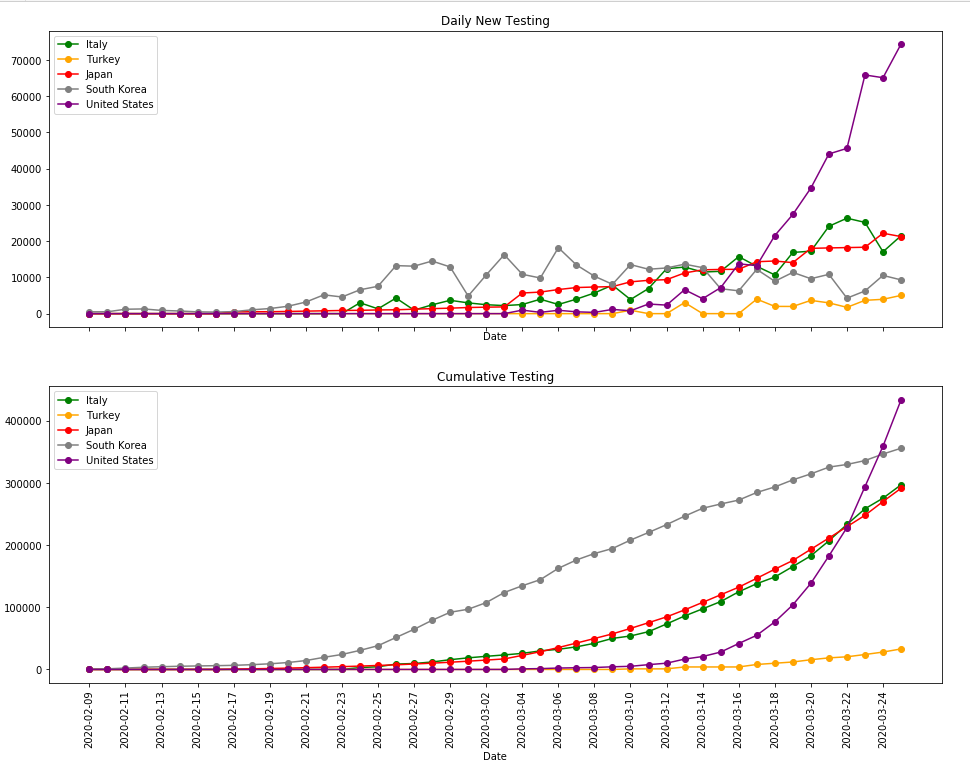 Daily New Testing
Italy
Turkey
Japan
South Korea
United States
70000
60000
50000
40000
30000
20000
10000
0
Date
Cumulative Testing
Italy
Turkey
Japan
South Korea
United States
400000
300000
200000
100000
0
2020-02-09
2020-02-11
2020-02-13
2020-02-15
2020-02-17
2020-02-19
2020-02-21
2020-02-23
2020-02-25
2020-02-27
2020-02-29
2020-03-02
2020-03-04
2020-03-06
2020-03-08
2020-03-10
2020-03-12
2020-03-14
2020-03-16
2020-03-18
2020-03-20
2020-03-22
2020-03-24
Date